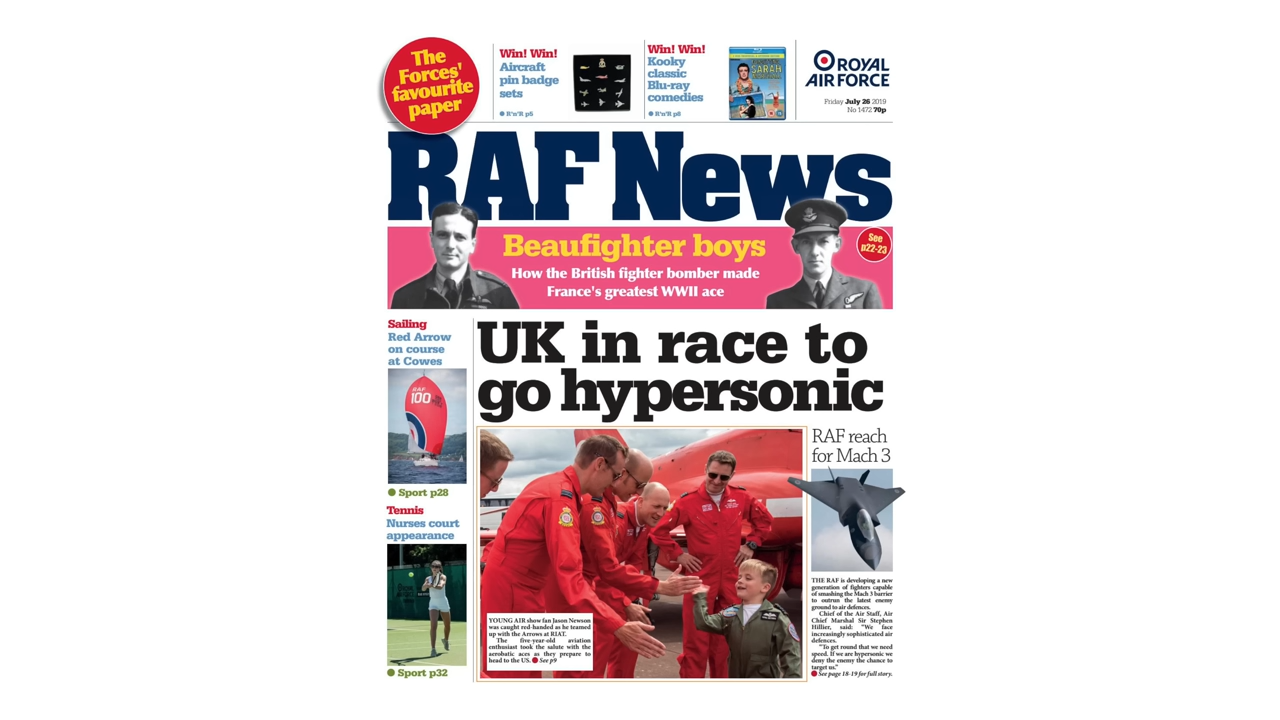 The
Forces'
favourite
paper
Win! Win!
Aircraft
pin badge
sets
R'n'R p5
Win! Win!
Kooky
classic
Blu-ray
comedies
R'n'R p8
SARAH
ROYAL
AIR FORCE
Friday July 26 2019
No 1472 70p
RAF News
Beaufighter boys
How the British fighter bomber made
France's greatest WWII ace
See
p22-23
Sailing
Red Arrow
on course
at Cowes
RAF
100
Sport p28
Tennis
Nurses court
appearance
Sport p32
UK in race to
go hypersonic
YOUNG AIR show fan Jason Newson
was caught red-handed as he teamed
up with the Arrows at RIAT.
The five-year-old aviation
enthusiast took the salute with the
aerobatic aces as they prepare to
head to the US. See p9
RAF reach
for Mach 3
THE RAF is developing a new
generation of fighters capable
of smashing the Mach 3 barrier
to outrun the latest enemy
ground to air defences.
Chief of the Air Staff, Air
Chief Marshal Sir Stephen
Hillier, said: "We face
increasingly sophisticated air
defences.
"To get round that we need
speed. If we are hypersonic we
deny the enemy the chance to
target us."
See page 18-19 for full story.